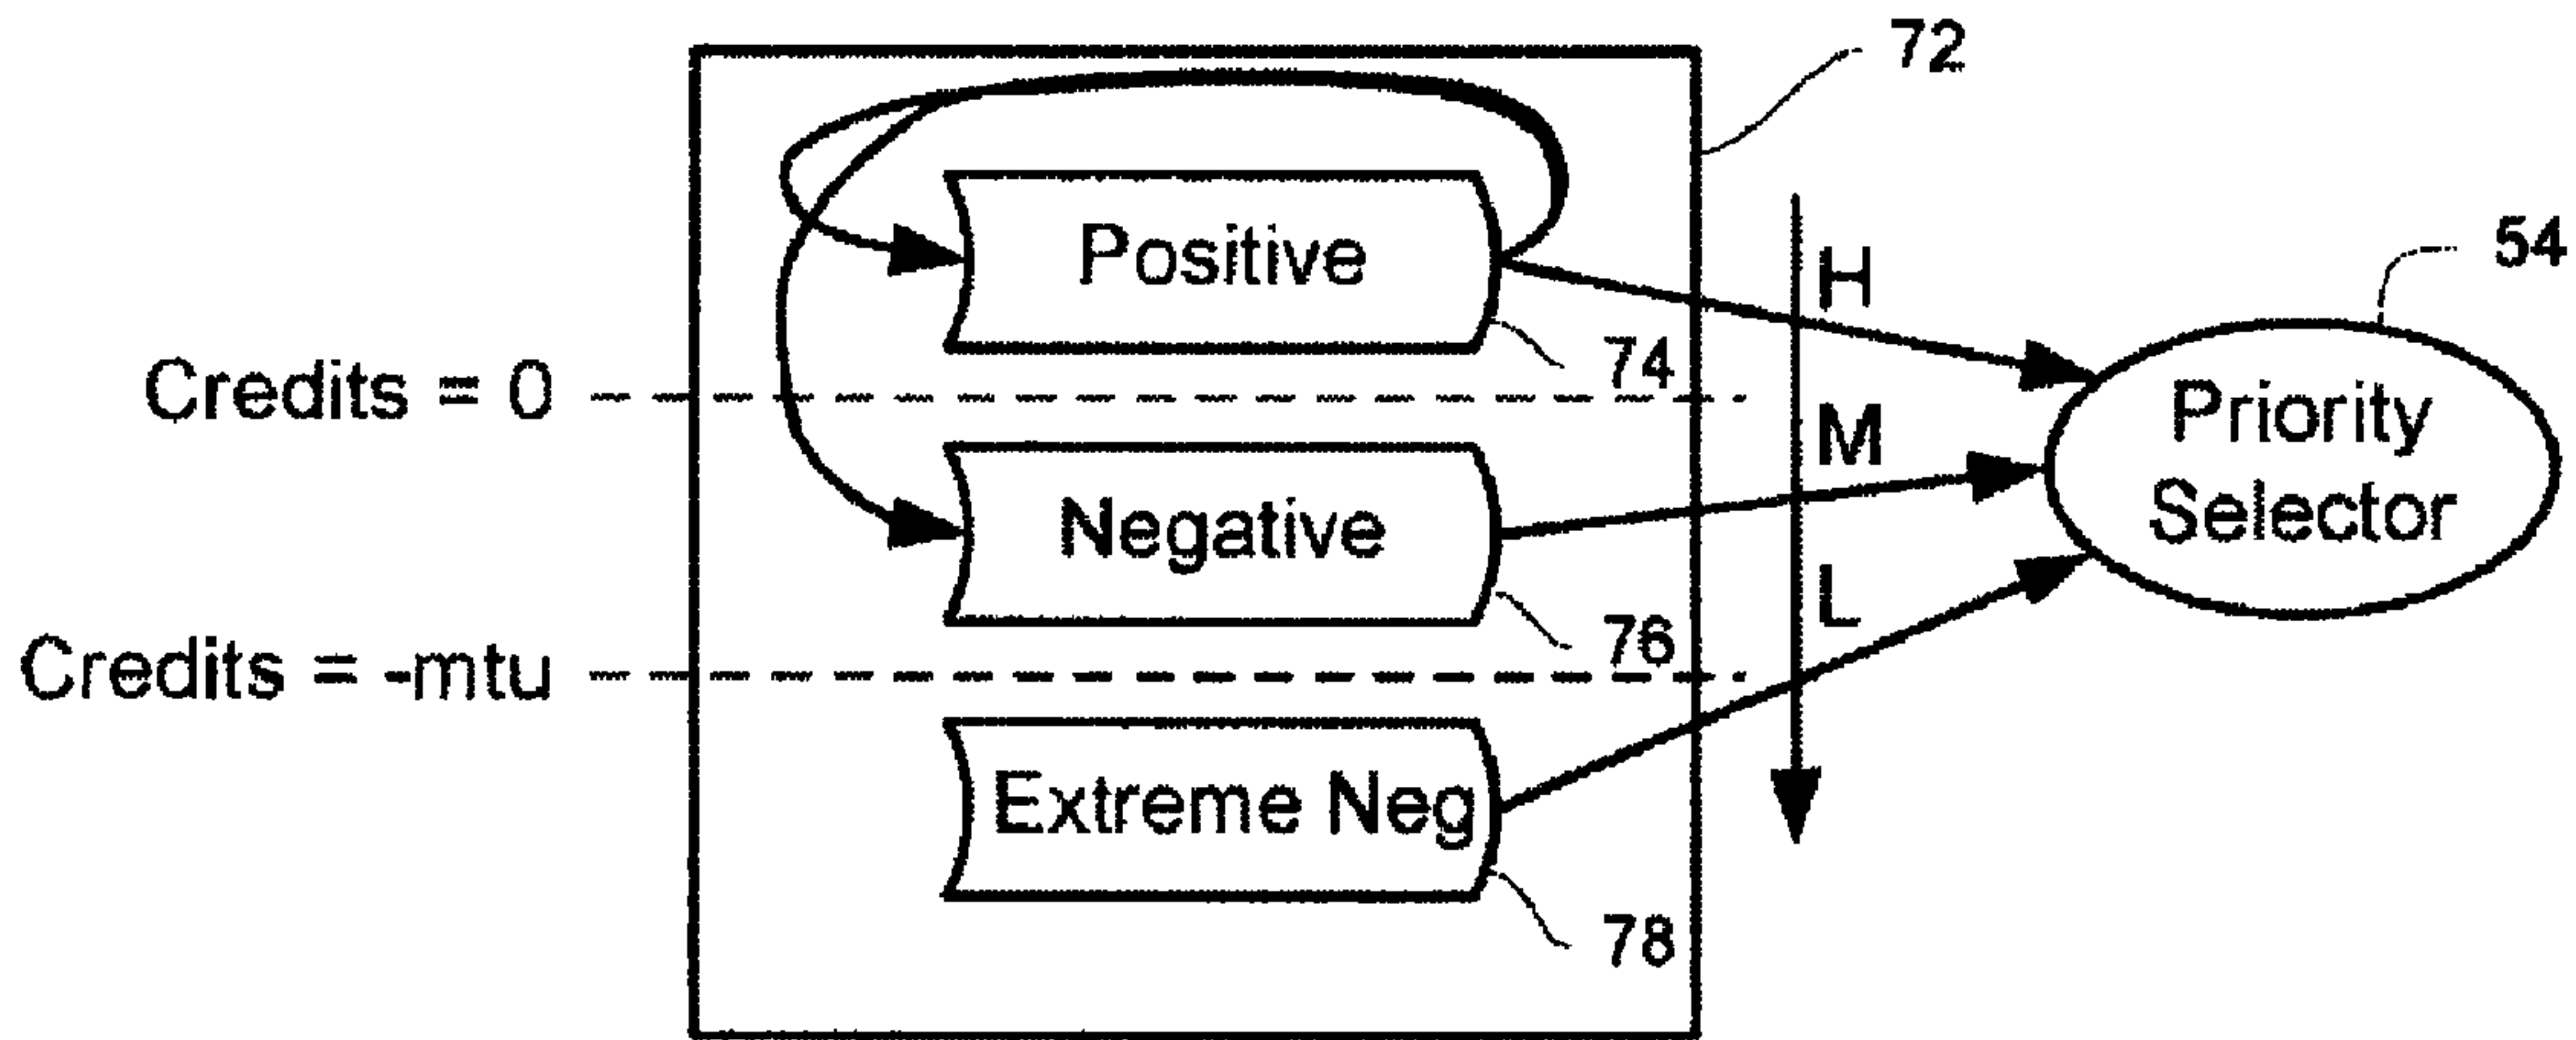 72
Positive
H
54
74
Credits = 0
Priority
Selector
M
Negative
L
76
Credits = -mtu
Extreme Neg
78